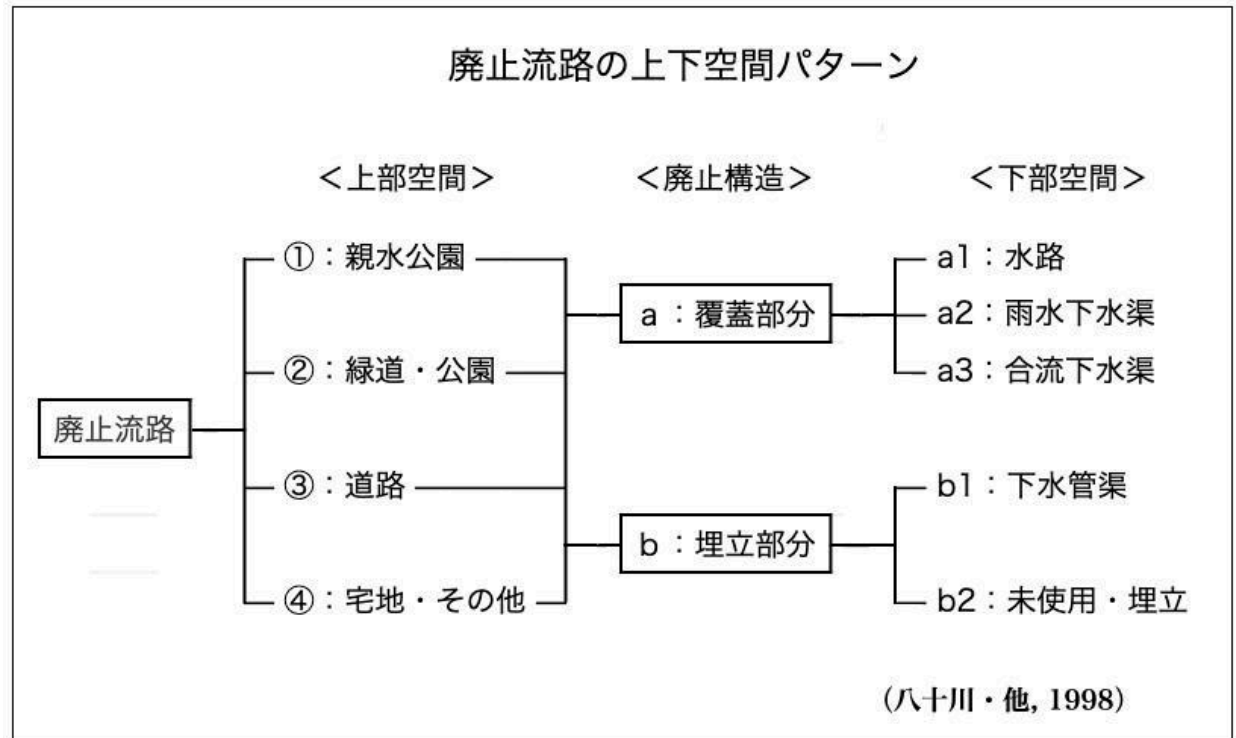 廃止流路の上下空間パターン
＜上部空間＞ ＜廃止構造＞ ＜下部空間＞
①：親水公園 a1：水路
a：覆蓋部分 a2：雨水下水渠
②：緑道・公園 a3：合流下水渠
廃止流路
③：道路 b1：下水管渠
b：埋立部分
④：宅地・その他 b2：未使用・埋立
(八十川・他, 1998)